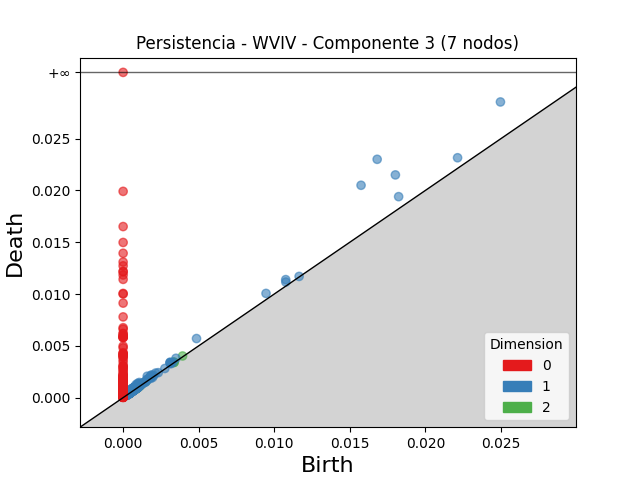 Persistencia - WVIV - Componente 3 (7 nodos)
+∞
0.025
0.020
0.015
0.010
0.005
0.000
Death
Dimension
0
1
2
0.000 0.005 0.010 0.015 0.020 0.025
Birth